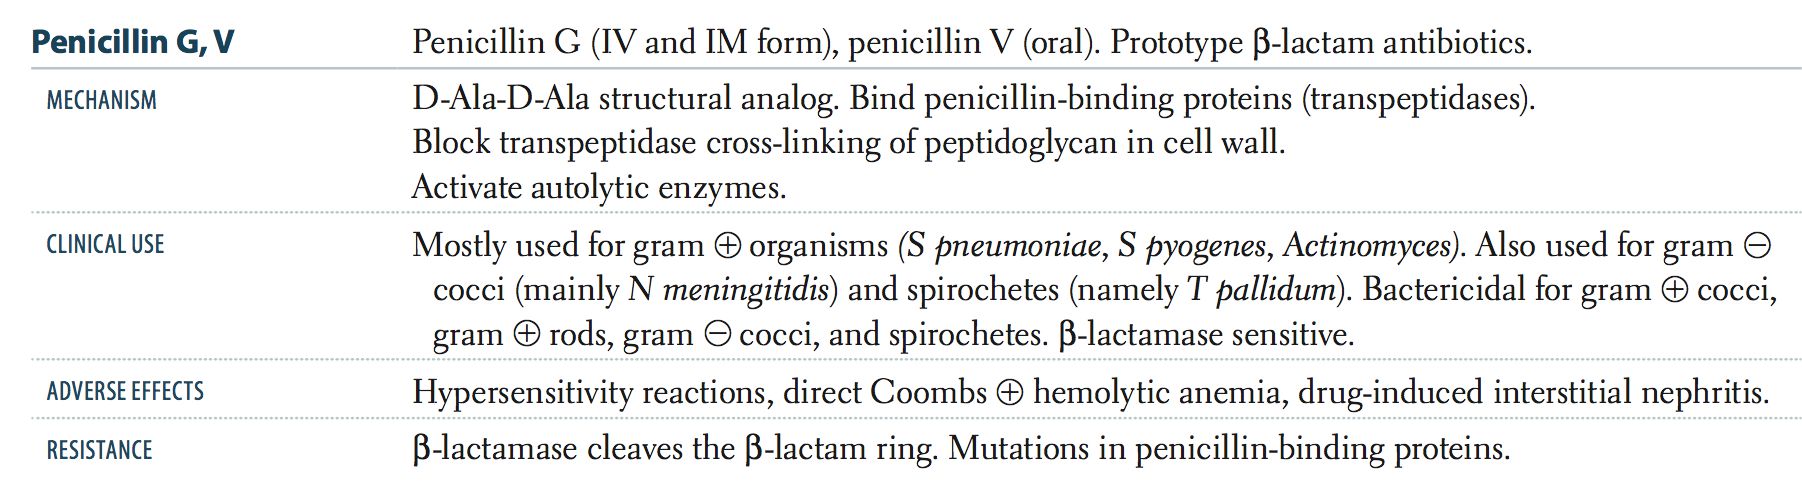 Penicillin G, V Penicillin G (IV and IM form), penicillin V (oral). Prototype β-lactam antibiotics.
MECHANISM D-Ala-D-Ala structural analog. Bind penicillin-binding proteins (transpeptidases).
Block transpeptidase cross-linking of peptidoglycan in cell wall.
Activate autolytic enzymes.
CLINICAL USE Mostly used for gram ⊕ organisms (S pneumoniae, S pyogenes, Actinomyces). Also used for gram ⊖
cocci (mainly N meningitidis) and spirochetes (namely T pallidum). Bactericidal for gram ⊕ cocci,
gram ⊕ rods, gram ⊖ cocci, and spirochetes. β-lactamase sensitive.
ADVERSE EFFECTS Hypersensitivity reactions, direct Coombs ⊕ hemolytic anemia, drug-induced interstitial nephritis.
RESISTANCE β-lactamase cleaves the β-lactam ring. Mutations in penicillin-binding proteins.